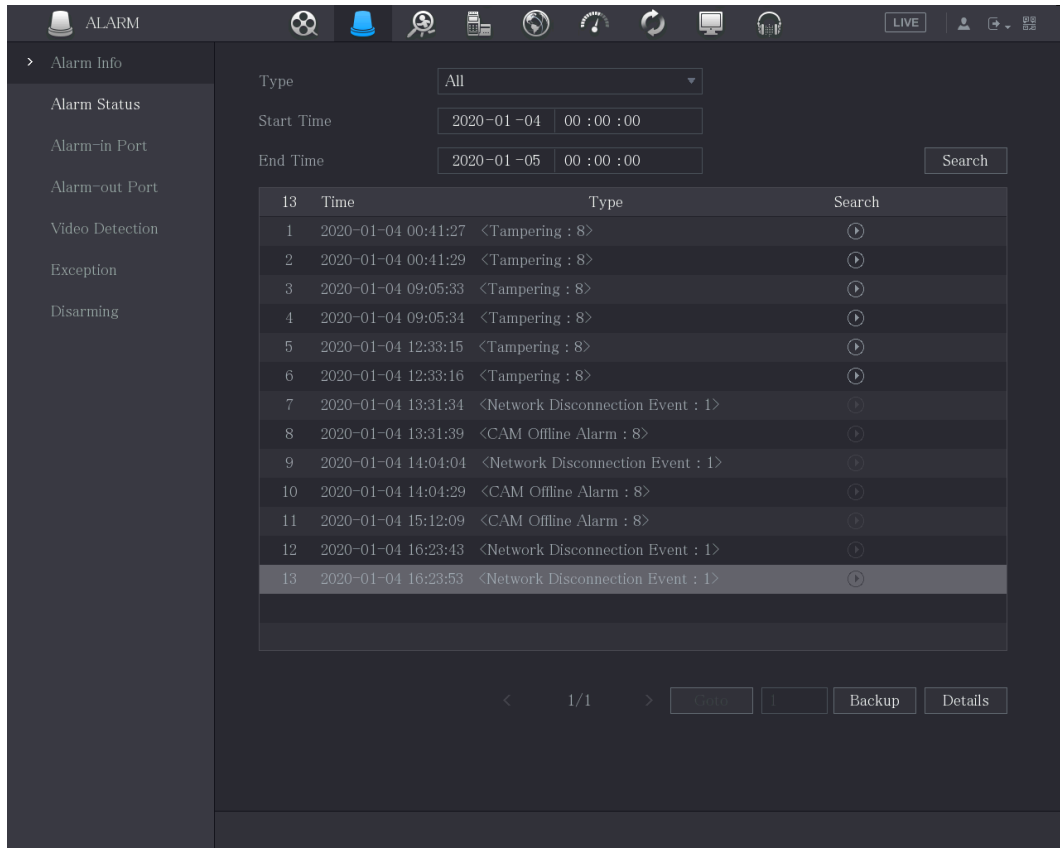 ALARM
LIVE
Alarm Info
Alarm Status
Alarm-in Port
Alarm-out Port
Video Detection
Exception
Disarming
Type All
Start Time 2020-01-04 00:00:00
End Time 2020-01-05 00:00:00
Search
13 Time Type Search
1 2020-01-04 00:41:27 <Tampering : 8>
2 2020-01-04 00:41:29 <Tampering : 8>
3 2020-01-04 09:05:33 <Tampering : 8>
4 2020-01-04 09:05:34 <Tampering : 8>
5 2020-01-04 12:33:15 <Tampering : 8>
6 2020-01-04 12:33:16 <Tampering : 8>
7 2020-01-04 13:31:34 <Network Disconnection Event : 1>
8 2020-01-04 13:31:39 <CAM Offline Alarm : 8>
9 2020-01-04 14:04:04 <Network Disconnection Event : 1>
10 2020-01-04 14:04:29 <CAM Offline Alarm : 8>
11 2020-01-04 15:12:09 <CAM Offline Alarm : 8>
12 2020-01-04 16:23:43 <Network Disconnection Event : 1>
13 2020-01-04 16:23:53 <Network Disconnection Event : 1>
< 1/1 > Goto 1 Backup Details